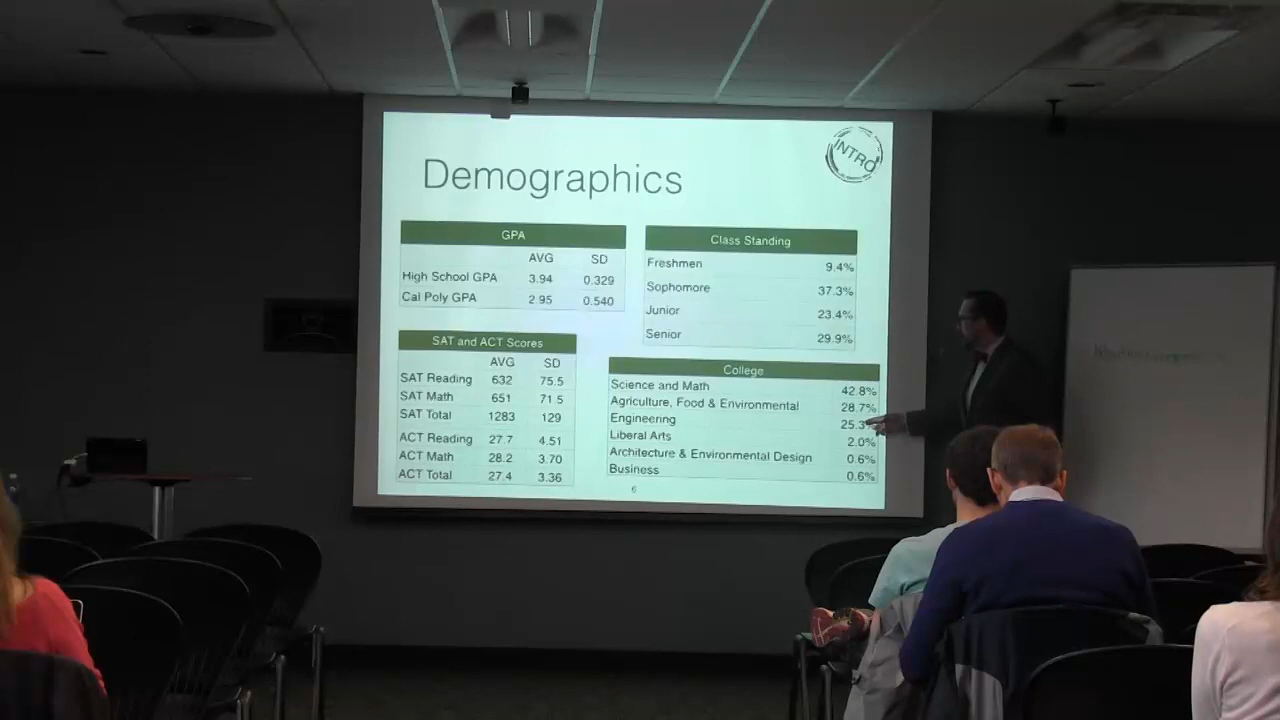 INTRO
Demographics
GPA
AVG SD
High School GPA 3.94 0.329
Cal Poly GPA 2.95 0.540
Class Standing
Freshmen 9.4%
Sophomore 37.3%
Junior 23.4%
Senior 29.9%
SAT and ACT Scores
AVG SD
SAT Reading 632 75.5
SAT Math 651 71.5
SAT Total 1283 129
ACT Reading 27.7 4.51
ACT Math 28.2 3.70
ACT Total 27.4 3.36
College
Science and Math 42.8%
Agriculture, Food & Environmental 28.7%
Engineering 25.3
Liberal Arts 2.0%
Architecture & Environmental Design 0.6%
Business 0.6%
6